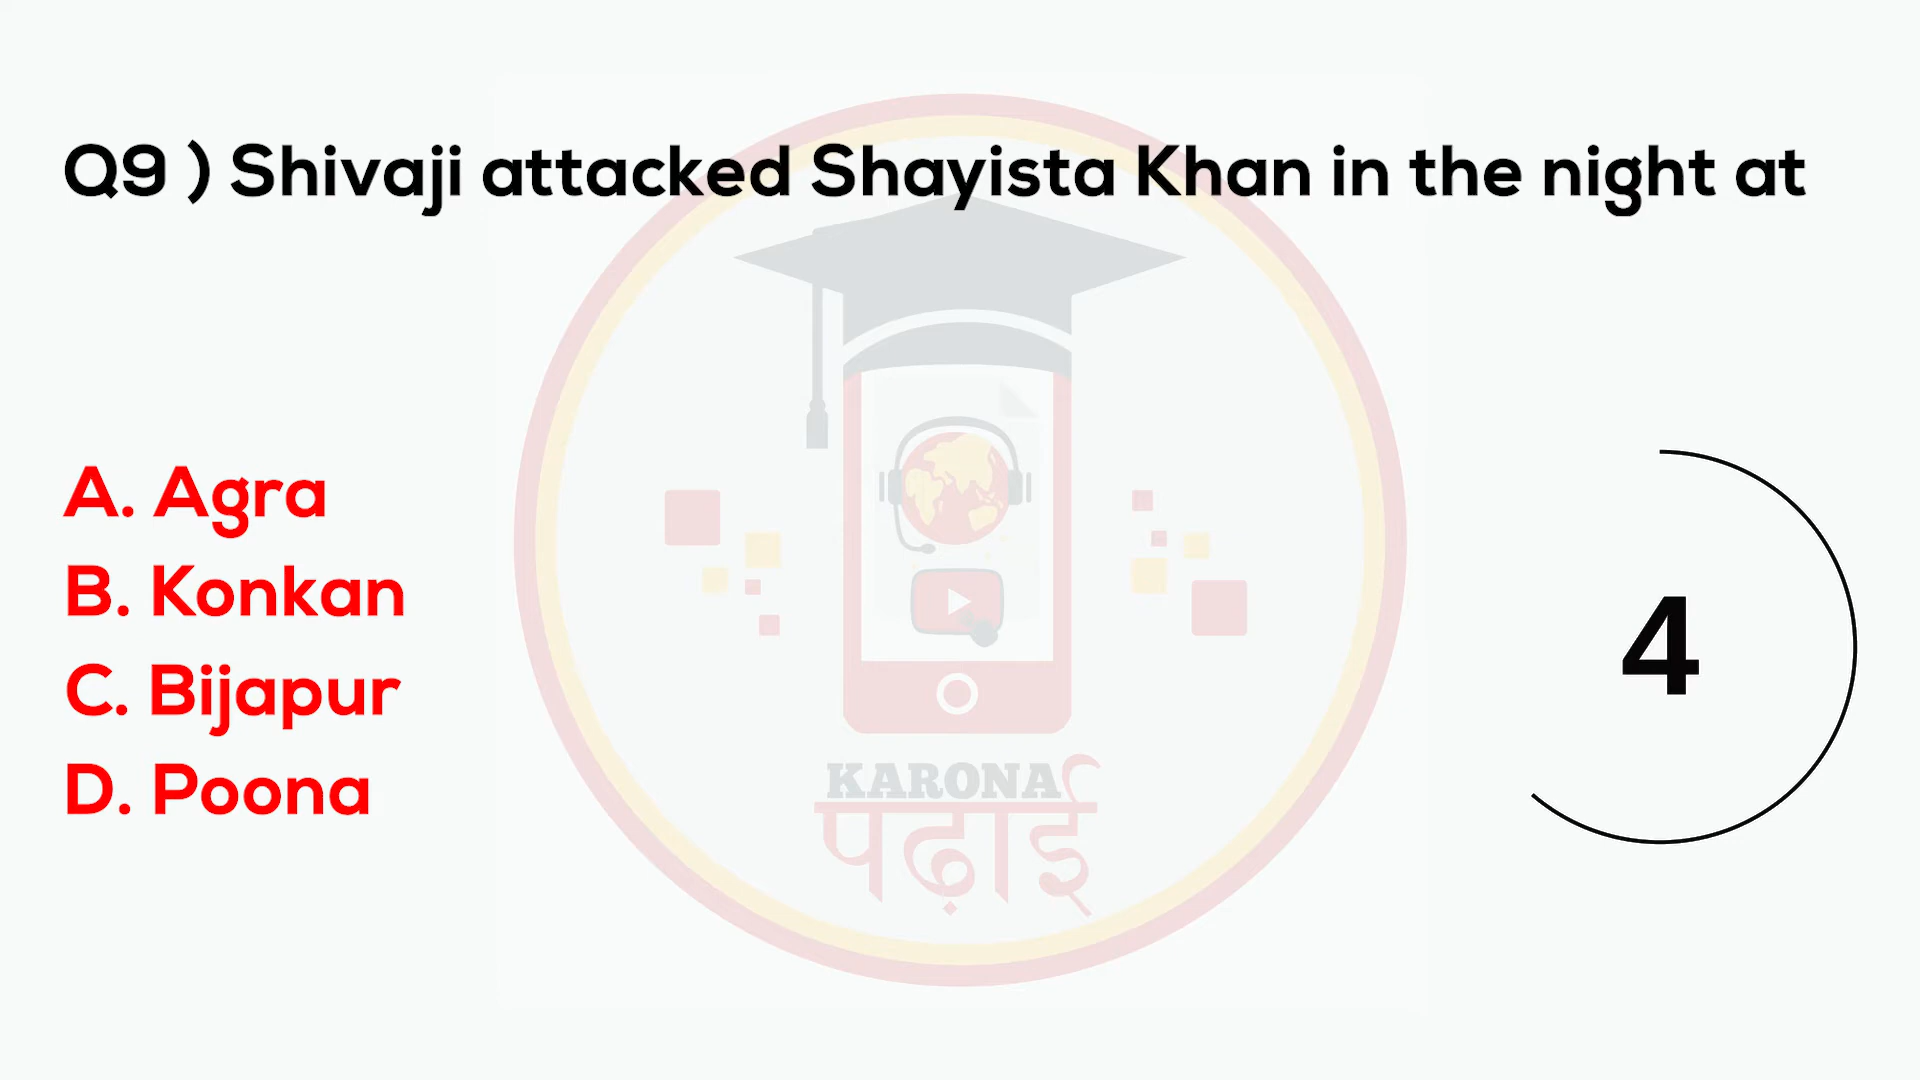 Q9 ) Shivaji attacked Shayista Khan in the night at
A. Agra
B. Konkan
C. Bijapur
D. Poona
4
KARONA
पढ़ाई